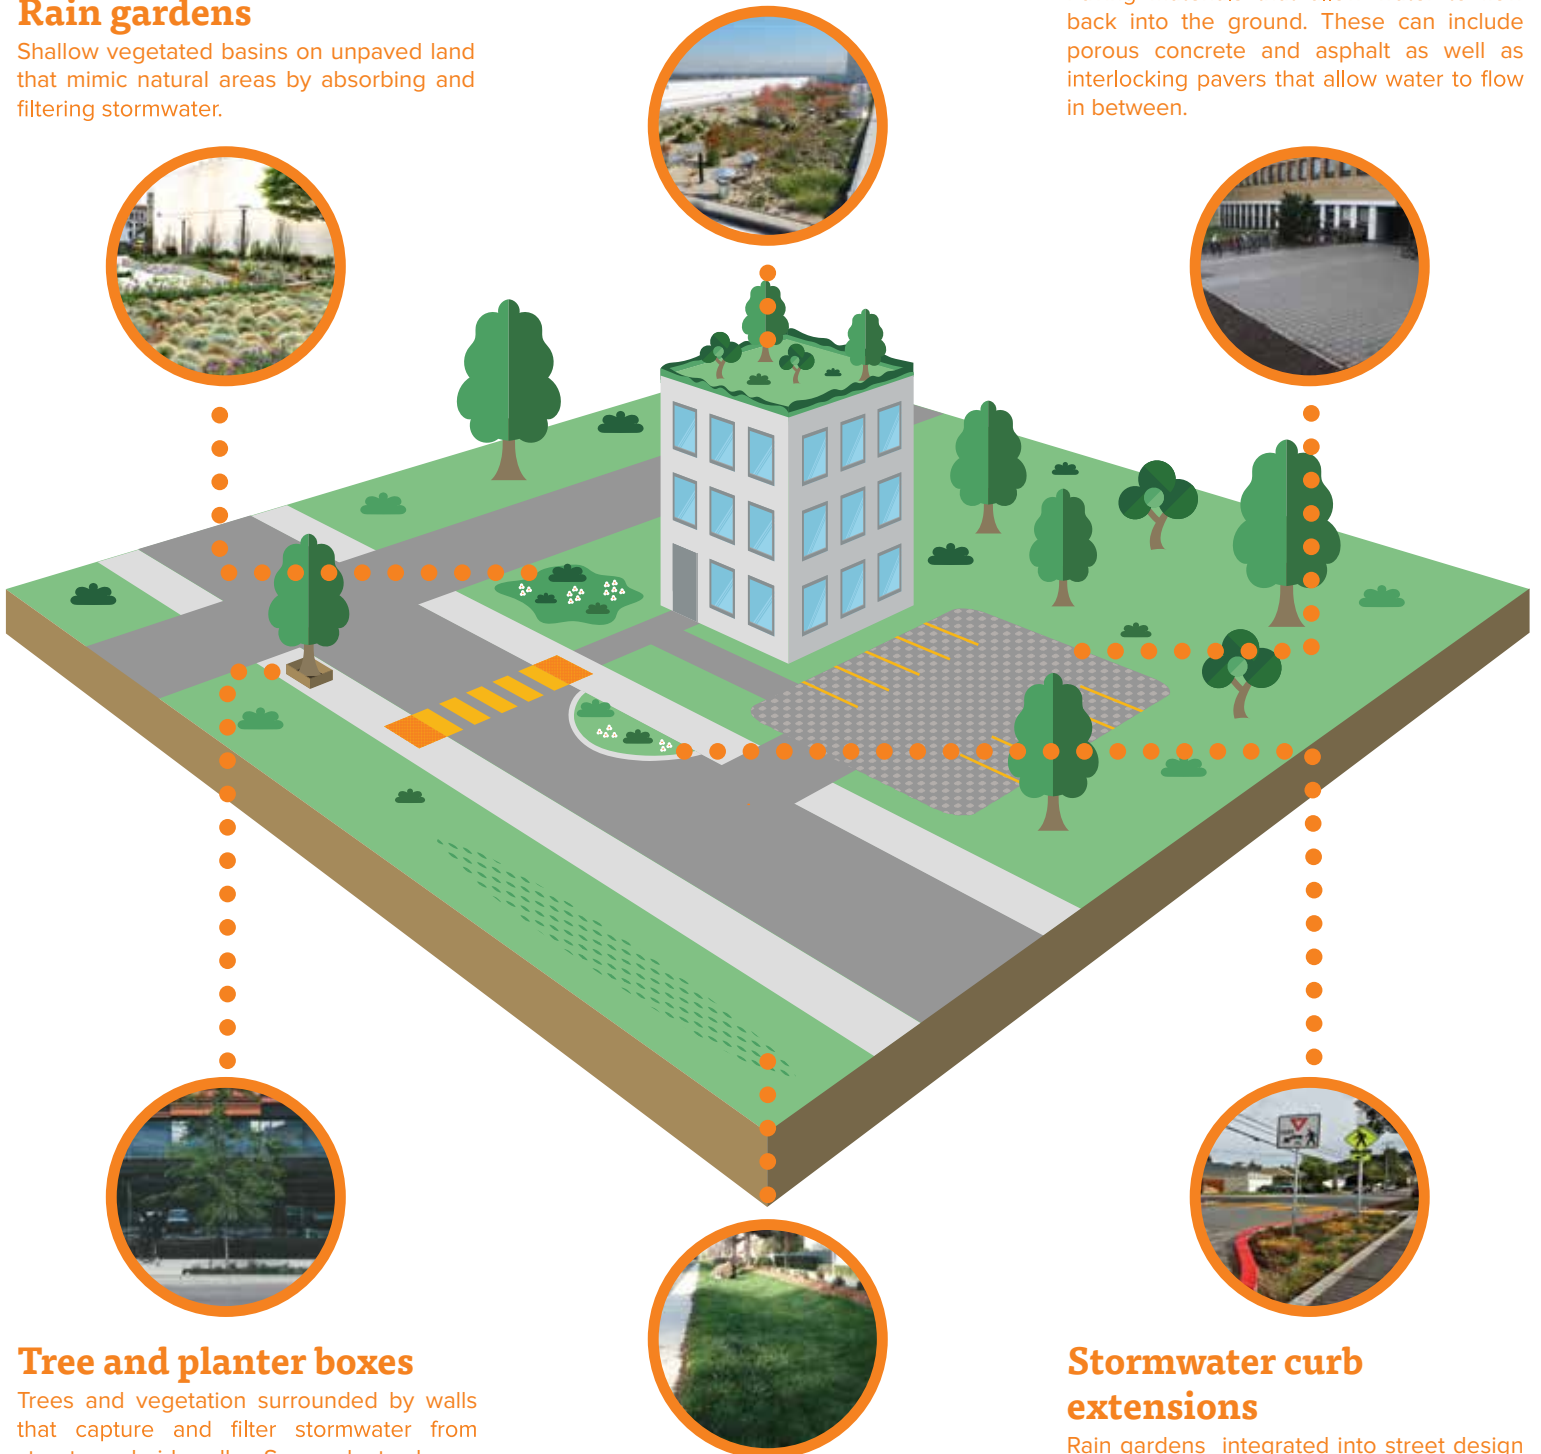 Rain gardens
Shallow vegetated basins on unpaved land
that mimic natural areas by absorbing and
filtering stormwater.
back into the ground. These can include
porous concrete and asphalt as well as
interlocking pavers that allow water to flow
in between.
Tree and planter boxes
Trees and vegetation surrounded by walls
that capture and filter stormwater from
Stormwater curb
extensions
Rain gardens integrated into street design